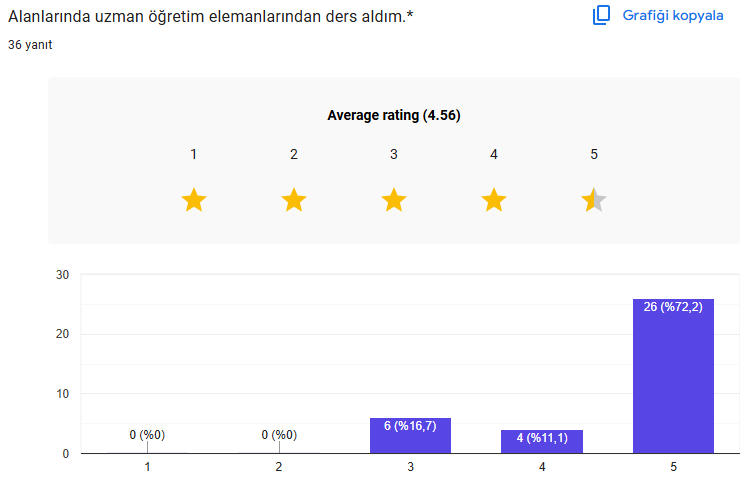 Alanlarında uzman öğretim elemanlarından ders aldım.*
Grafiği kopyala
36 yanıt
Average rating (4.56)
1 2 3 4 5
30
20
10
0
0 (%0) 0 (%0) 6 (%16,7) 4 (%11,1) 26 (%72,2)
1 2 3 4 5